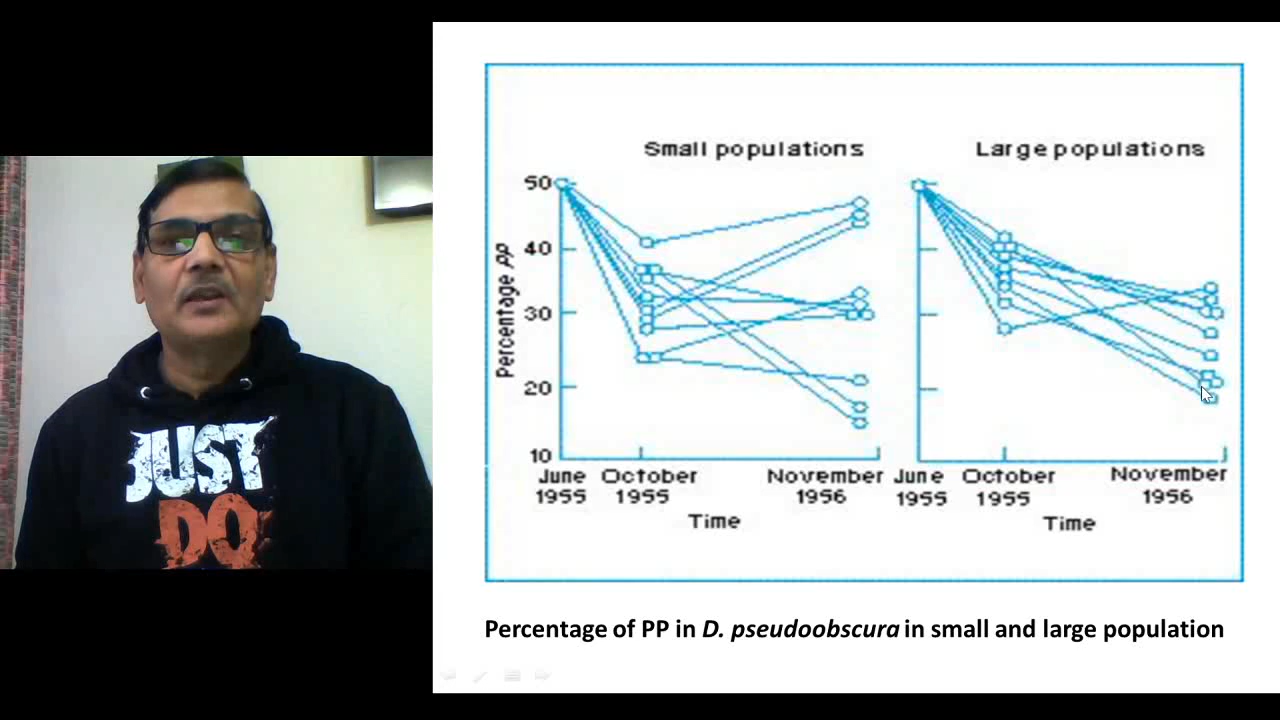 JUST
DO
Small populations
Large populations
50
40
30
20
10
Percentage PP
June
1955
October
1955
November
1956
Time
June
1955
October
1955
November
1956
Time
Percentage of PP in D. pseudoobscura in small and large population